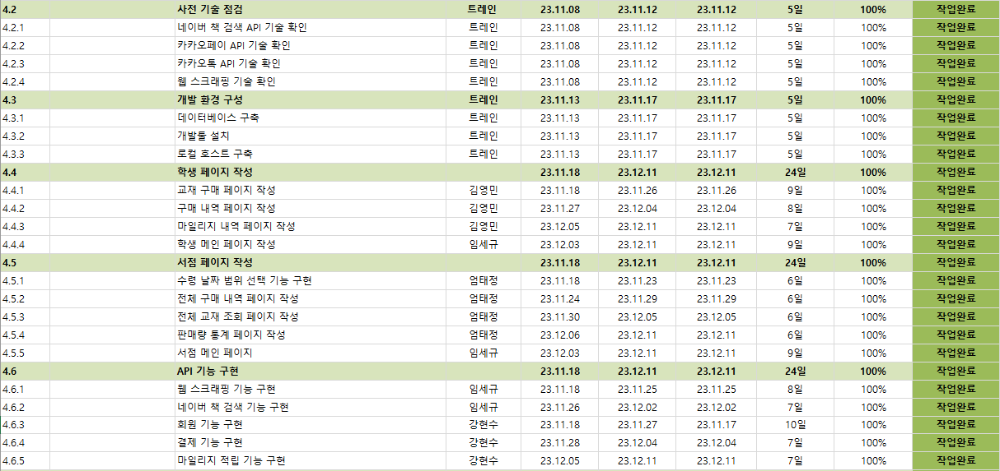 4.2 사전 기술 점검 트레인 23.11.08 23.11.12 23.11.12 5일 100% 작업완료
4.2.1 네이버 책 검색 API 기술 확인 트레인 23.11.08 23.11.12 23.11.12 5일 100% 작업완료
4.2.2 카카오페이 API 기술 확인 트레인 23.11.08 23.11.12 23.11.12 5일 100% 작업완료
4.2.3 카카오톡 API 기술 확인 트레인 23.11.08 23.11.12 23.11.12 5일 100% 작업완료
4.2.4 웹 스크래핑 기술 확인 트레인 23.11.08 23.11.12 23.11.12 5일 100% 작업완료
4.3 개발 환경 구성 트레인 23.11.13 23.11.17 23.11.17 5일 100% 작업완료
4.3.1 데이터베이스 구축 트레인 23.11.13 23.11.17 23.11.17 5일 100% 작업완료
4.3.2 개발툴 설치 트레인 23.11.13 23.11.17 23.11.17 5일 100% 작업완료
4.3.3 로컬 호스트 구축 트레인 23.11.13 23.11.17 23.11.17 5일 100% 작업완료
4.4 학생 페이지 작성 23.11.18 23.12.11 23.12.11 24일 100% 작업완료
4.4.1 교재 구매 페이지 작성 김영민 23.11.18 23.11.26 23.11.26 9일 100% 작업완료
4.4.2 구매 내역 페이지 작성 김영민 23.11.27 23.12.04 23.12.04 8일 100% 작업완료
4.4.3 마일리지 내역 페이지 작성 김영민 23.12.05 23.12.11 23.12.11 7일 100% 작업완료
4.4.4 학생 메인 페이지 작성 임세규 23.12.03 23.12.11 23.12.11 9일 100% 작업완료
4.5 서점 페이지 작성 23.11.18 23.12.11 23.12.11 24일 100% 작업완료
4.5.1 수령 날짜 범위 선택 기능 구현 엄태정 23.11.18 23.11.23 23.11.23 6일 100% 작업완료
4.5.2 전체 구매 내역 페이지 작성 엄태정 23.11.24 23.11.29 23.11.29 6일 100% 작업완료
4.5.3 전체 교재 조회 페이지 작성 엄태정 23.11.30 23.12.05 23.12.05 6일 100% 작업완료
4.5.4 판매량 통계 페이지 작성 엄태정 23.12.06 23.12.11 23.12.11 6일 100% 작업완료
4.5.5 서점 메인 페이지 임세규 23.12.03 23.12.11 23.12.11 9일 100% 작업완료
4.6 API 기능 구현 23.11.18 23.12.11 23.12.11 24일 100% 작업완료
4.6.1 웹 스크래핑 기능 구현 임세규 23.11.18 23.11.25 23.11.25 8일 100% 작업완료
4.6.2 네이버 책 검색 기능 구현 임세규 23.11.26 23.12.02 23.12.02 7일 100% 작업완료
4.6.3 회원 기능 구현 강현수 23.11.18 23.11.27 23.11.17 10일 100% 작업완료
4.6.4 결제 기능 구현 강현수 23.11.28 23.12.04 23.12.04 7일 100% 작업완료
4.6.5 마일리지 적립 기능 구현 강현수 23.12.05 23.12.11 23.12.11 7일 100% 작업완료